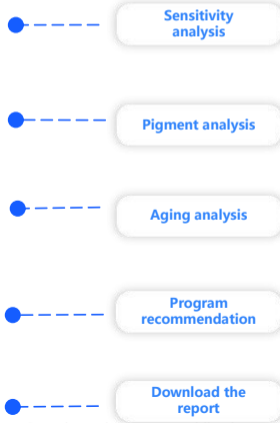 Sensitivity
analysis
Pigment analysis
Aging analysis
Program
recommendation
Download the
report